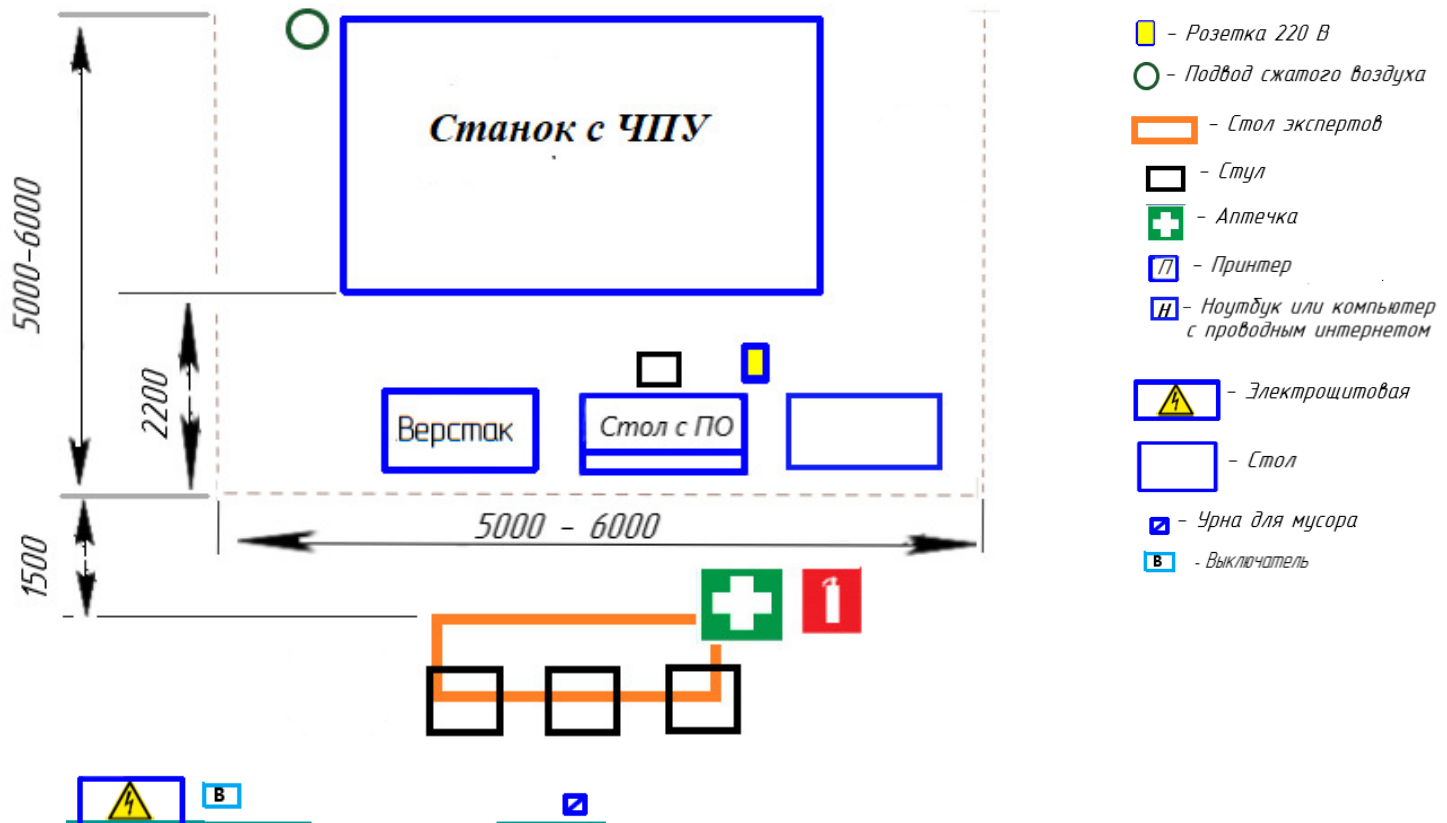 Станок с ЧПУ
5000-6000
2200
Верстак
Стол с ПО
5000 - 6000
1500
В
- Розетка 220 В
- Подвод сжатого воздуха
- Стол экспертов
- Стул
- Аптечка
П - Принтер
Н - Ноутбук или компьютер
с проводным интернетом
- Электрощитовая
- Стол
- Урна для мусора
В - Выключатель